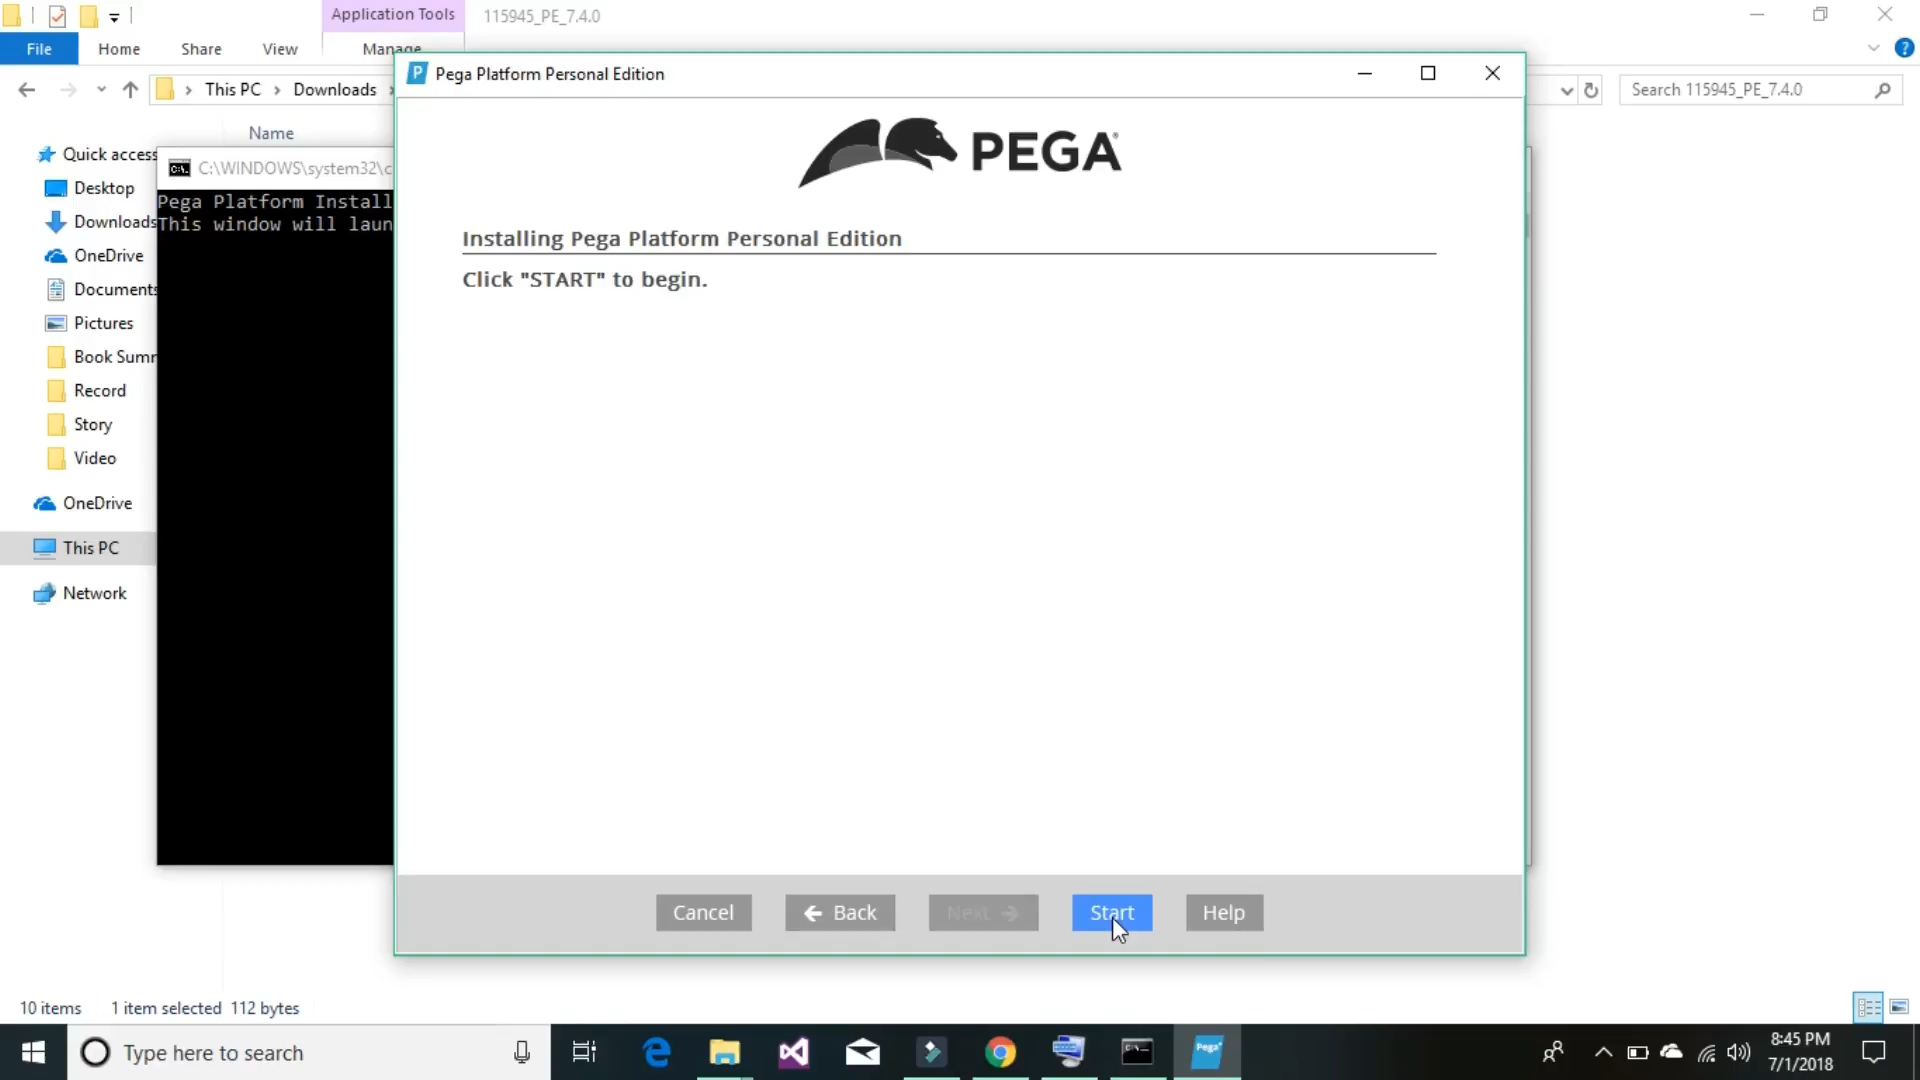 Application Tools
115945_PE_7.4.0
File
Home
Share
View
Manage
This PC
Downloads
Search 115945_PE_7.4.0
Name
Quick access
Desktop
Downloads
OneDrive
Documents
Pictures
Book Summ
Record
Story
Video
OneDrive
This PC
Network
C:\WINDOWS\system32\c
Pega Platform Install
This window will laun
Pega Platform Personal Edition
PEGA
Installing Pega Platform Personal Edition
Click "START" to begin.
Cancel
Back
Next
Start
Help
10 items
1 item selected 112 bytes
Type here to search
Pega
8:45 PM
7/1/2018